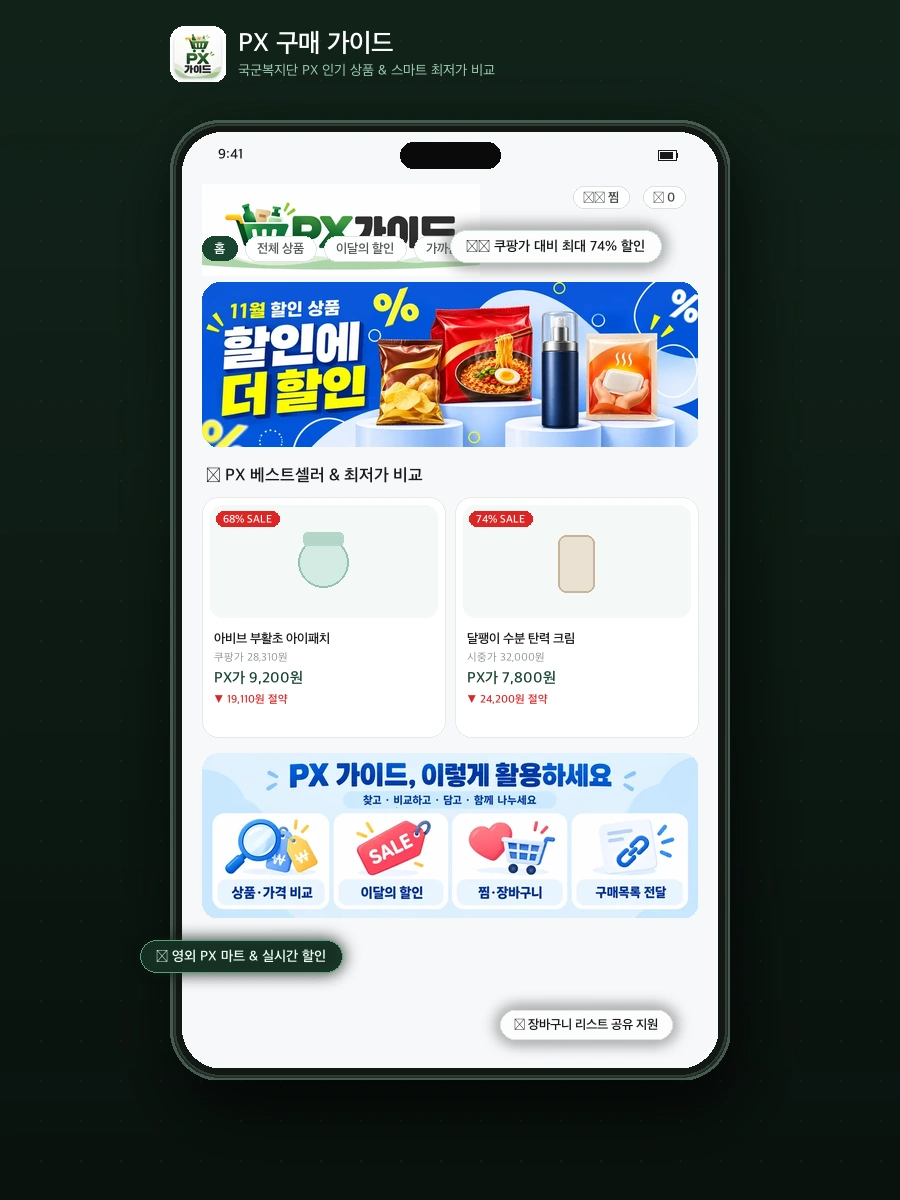 PX 가이드
PX 구매 가이드
국군복지단 PX 인기 상품 & 스마트 최저가 비교
9:41
PX가이드
찜
0
홈
전체 상품
이달의 할인
가까
쿠팡가 대비 최대 74% 할인
11월 할인 상품
할인에
더 할인
%
%
%
PX 베스트셀러 & 최저가 비교
68% SALE
74% SALE
아비브 부활초 아이패치
쿠팡가 28,310원
PX가 9,200원
▼ 19,110원 절약
달팽이 수분 탄력 크림
시중가 32,000원
PX가 7,800원
▼ 24,200원 절약
PX 가이드, 이렇게 활용하세요
찾고 · 비교하고 · 담고 · 함께 나누세요
₩
₩
SALE
상품·가격 비교
이달의 할인
찜·장바구니
구매목록 전달
영외 PX 마트 & 실시간 할인
장바구니 리스트 공유 지원